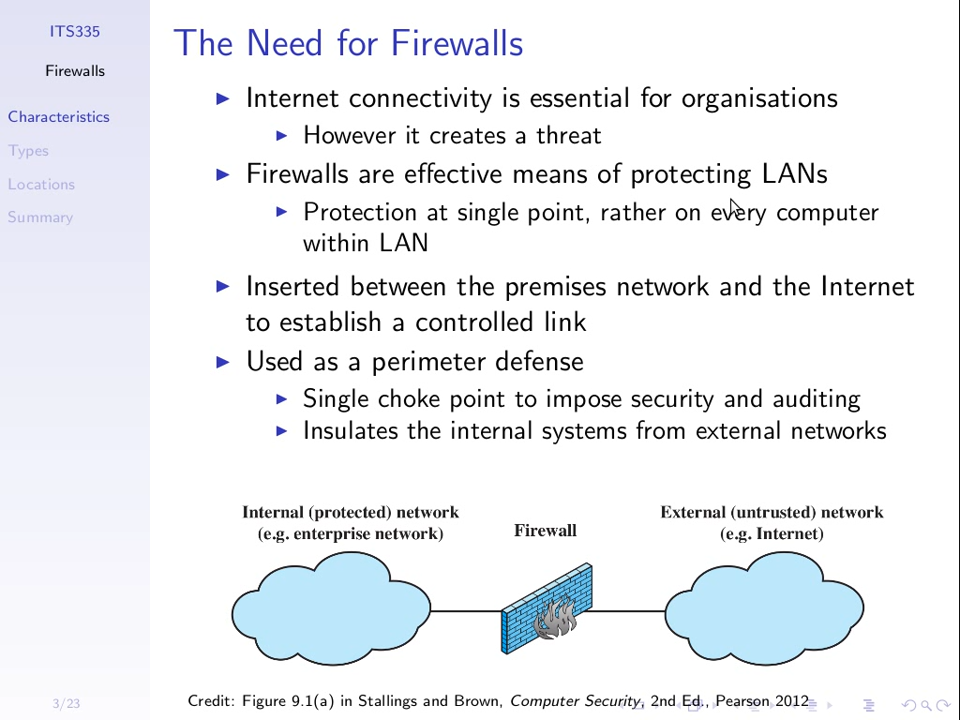 ITS335
Firewalls
Characteristics
Types
Locations
Summary
3/23
The Need for Firewalls
Internet connectivity is essential for organisations
However it creates a threat
Firewalls are effective means of protecting LANs
Protection at single point, rather on every computer
within LAN
Inserted between the premises network and the Internet
to establish a controlled link
Used as a perimeter defense
Single choke point to impose security and auditing
Insulates the internal systems from external networks
Internal (protected) network
(e.g. enterprise network)
Firewall
External (untrusted) network
(e.g. Internet)
Credit: Figure 9.1(a) in Stallings and Brown, Computer Security, 2nd Ed., Pearson 2012